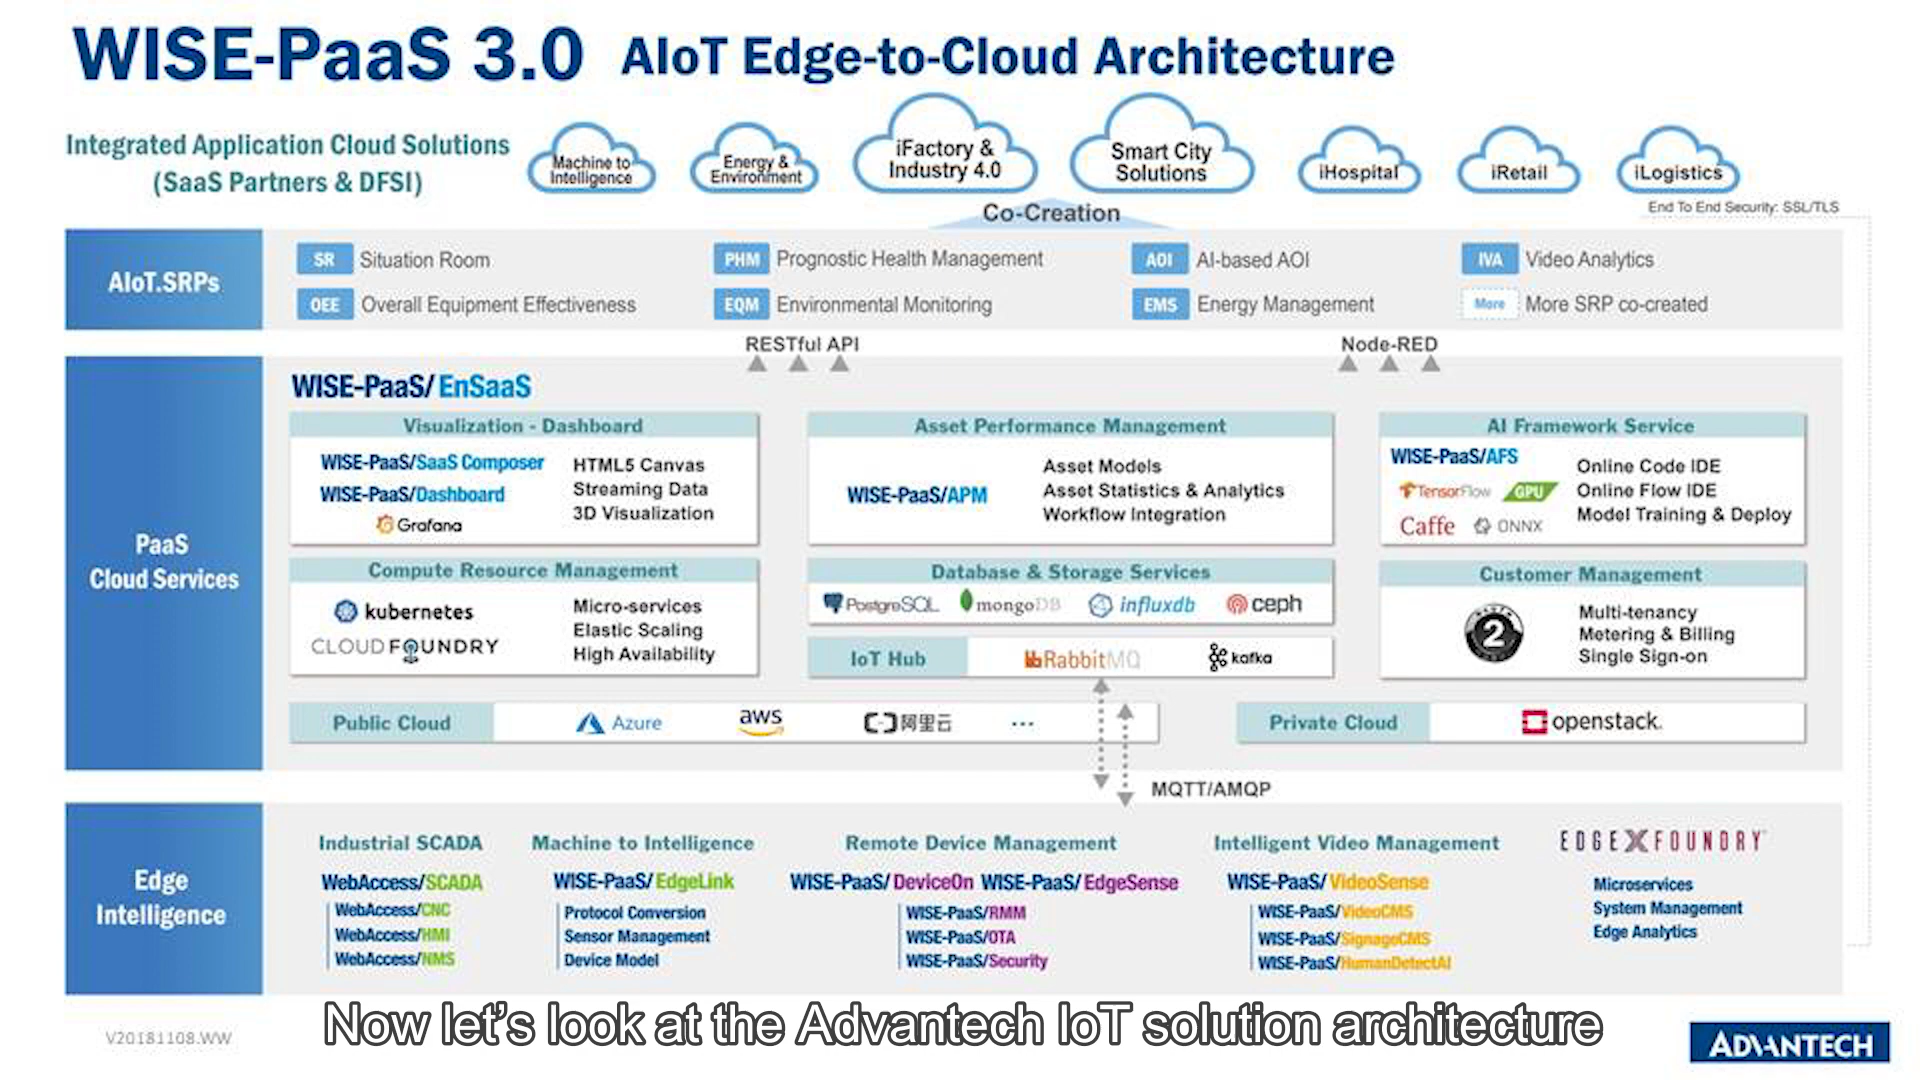 WISE-PaaS 3.0 AIoT Edge-to-Cloud Architecture
Integrated Application Cloud Solutions
(SaaS Partners & DFSI)
Machine to
Intelligence
Energy &
Environment
iFactory &
Industry 4.0
Smart City
Solutions
iHospital
iRetail
iLogistics
Co-Creation
End To End Security: SSL/TLS
AIoT.SRPs
SR Situation Room
PHM Prognostic Health Management
AOI AI-based AOI
IVA Video Analytics
OEE Overall Equipment Effectiveness
EQM Environmental Monitoring
EMS Energy Management
More More SRP co-created
RESTful API
Node-RED
PaaS
Cloud Services
WISE-PaaS/EnSaaS
Visualization - Dashboard
WISE-PaaS/SaaS Composer
WISE-PaaS/Dashboard
Grafana
HTML5 Canvas
Streaming Data
3D Visualization
Asset Performance Management
WISE-PaaS/APM
Asset Models
Asset Statistics & Analytics
Workflow Integration
AI Framework Service
WISE-PaaS/AFS
TensorFlow GPU
Caffe ONNX
Online Code IDE
Online Flow IDE
Model Training & Deploy
Compute Resource Management
kubernetes
CLOUD FOUNDRY
Micro-services
Elastic Scaling
High Availability
Database & Storage Services
PostgreSQL mongoDB influxdb ceph
IoT Hub RabbitMQ kafka
Customer Management
2
Multi-tenancy
Metering & Billing
Single Sign-on
Public Cloud Azure aws 阿里云 ...
Private Cloud openstack.
MQTT/AMQP
Edge
Intelligence
Industrial SCADA
WebAccess/SCADA
WebAccess/CNC
WebAccess/HMI
WebAccess/NMS
Machine to Intelligence
WISE-PaaS/EdgeLink
Protocol Conversion
Sensor Management
Device Model
Remote Device Management
WISE-PaaS/DeviceOn WISE-PaaS/EdgeSense
WISE-PaaS/RMM
WISE-PaaS/OTA
WISE-PaaS/Security
Intelligent Video Management
WISE-PaaS/VideoSense
WISE-PaaS/VideoCMS
WISE-PaaS/SignageCMS
WISE-PaaS/HumanDetectAI
EDGE X FOUNDRY
Microservices
System Management
Edge Analytics
Now let's look at the Advantech IoT solution architecture
V20181108.WW
ADVANTECH